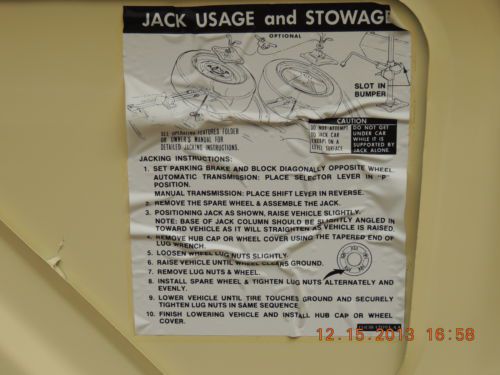 JACK USAGE and STOWAGE
OPTIONAL
SLOT IN
BUMPER
SEE OPERATING FEATURES FOLDER
OR OWNER'S MANUAL FOR
DETAILED JACKING INSTRUCTIONS.
CAUTION
DO NOT ATTEMPT
TO JACK CAR
EXCEPT ON A
LEVEL SURFACE
DO NOT GET
UNDER CAR
WHILE IT IS
SUPPORTED BY
JACK ALONE.
JACKING INSTRUCTIONS:
1. SET PARKING BRAKE AND BLOCK DIAGONALLY OPPOSITE WHEEL
AUTOMATIC TRANSMISSION: PLACE SELECTOR LEVER IN "P"
POSITION.
MANUAL TRANSMISSION: PLACE SHIFT LEVER IN REVERSE.
2. REMOVE THE SPARE WHEEL & ASSEMBLE THE JACK.
3. POSITIONING JACK AS SHOWN, RAISE VEHICLE SLIGHTLY.
NOTE: BASE OF JACK COLUMN SHOULD BE SLIGHTLY ANGLED IN
TOWARD VEHICLE AS IT WILL STRAIGHTEN AS VEHICLE IS RAISED.
4. REMOVE HUB CAP OR WHEEL COVER USING THE TAPERED END OF
LUG WRENCH.
5. LOOSEN WHEEL LUG NUTS SLIGHTLY.
6. RAISE VEHICLE UNTIL WHEEL CLEARS GROUND.
7. REMOVE LUG NUTS & WHEEL.
8. INSTALL SPARE WHEEL & TIGHTEN LUG NUTS ALTERNATELY AND
EVENLY.
9. LOWER VEHICLE UNTIL TIRE TOUCHES GROUND AND SECURELY
TIGHTEN LUG NUTS IN SAME SEQUENCE.
10. FINISH LOWERING VEHICLE AND INSTALL HUB CAP OR WHEEL
COVER.
12.15.2013 16:58